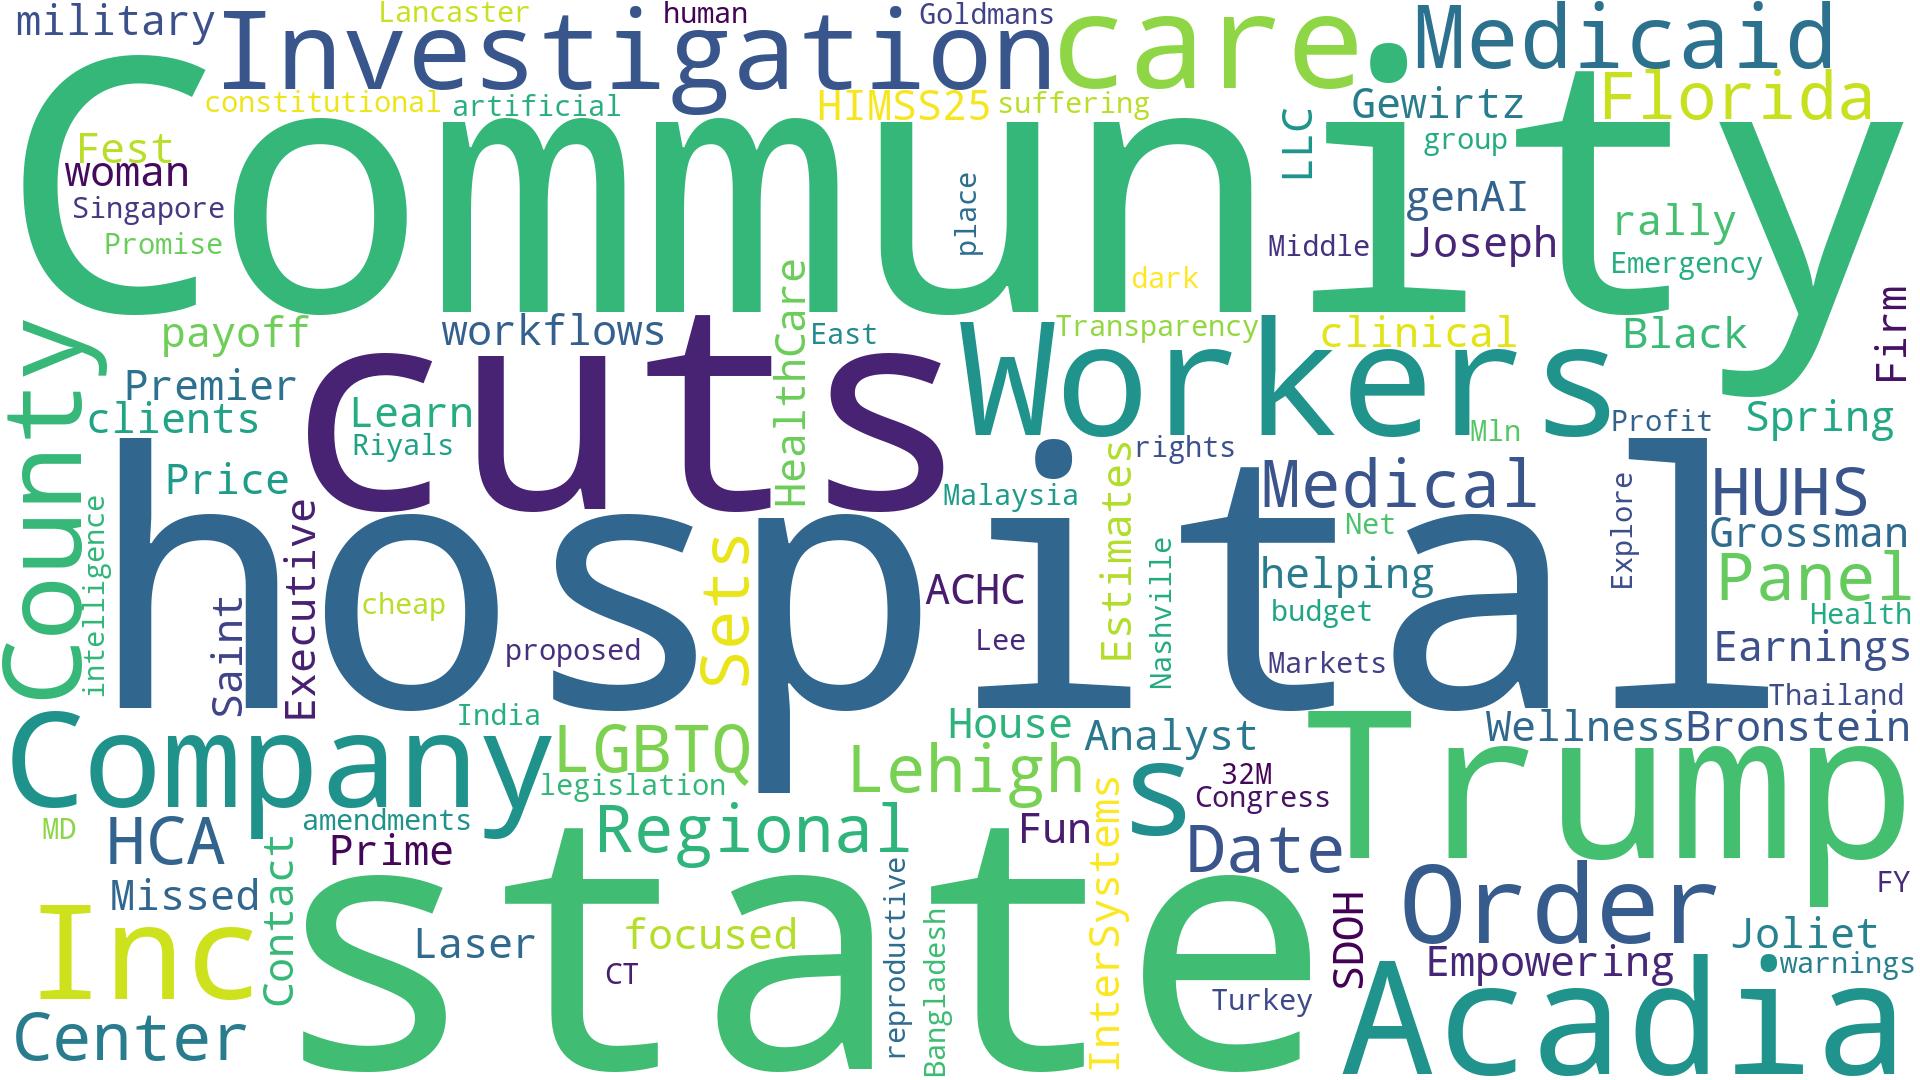 military
Lancaster
human
Goldmans
Investigation
care
Medicaid
constitutional
artificial
HIMSS25
suffering
Gewirtz
Florida
Community
Fest
woman
Singapore
Promise
place
LLC
group
genAI
Middle
Joseph
rally
Emergency
dark
County
payoff
workflows
HealthCare
East
Transparency
clinical
Black
Firm
Premier
clients
Learn
Riyals
cuts
Workers
Mln
Profit
Spring
rights
Price
Malaysia
Estimates
Medical
Net
Explore
HUHS
Grossman
intelligence
hospital
Executive
Saint
cheap
proposed
Sets
ACHC
Lee
Nashville
helping
budget
Markets
Panel
Health
Earnings
Thailand
India
House
Analyst
Wellness
Bronstein
Company
LGBTQ
legislation
Lehigh
s
32M
Congress
Trump
MD
HCA
amendments
Prime
Regional
Fun
InterSystems
Date
Missed
Contact
state
reproductive
Order
FY
Inc
Laser
focused
CT
Bangladesh
SDOH
Joliet
Empowering
warnings
Turkey
Center
Acadia